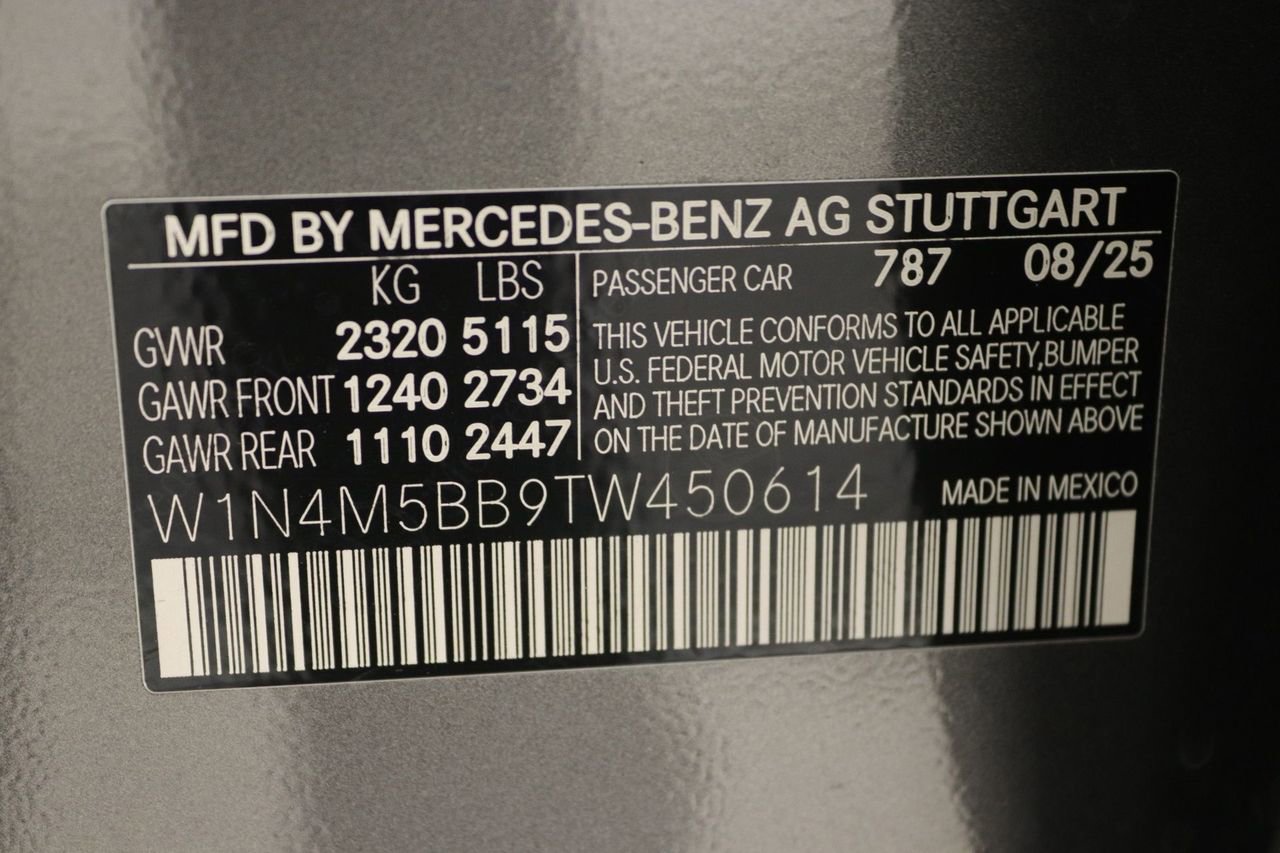 MFD BY MERCEDES-BENZ AG STUTTGART
KG LBS
GVWR 2320 5115
GAWR FRONT 1240 2734
GAWR REAR 1110 2447
PASSENGER CAR 787 08/25
THIS VEHICLE CONFORMS TO ALL APPLICABLE
U.S. FEDERAL MOTOR VEHICLE SAFETY,BUMPER
AND THEFT PREVENTION STANDARDS IN EFFECT
ON THE DATE OF MANUFACTURE SHOWN ABOVE
W1N4M5BB9TW450614 MADE IN MEXICO